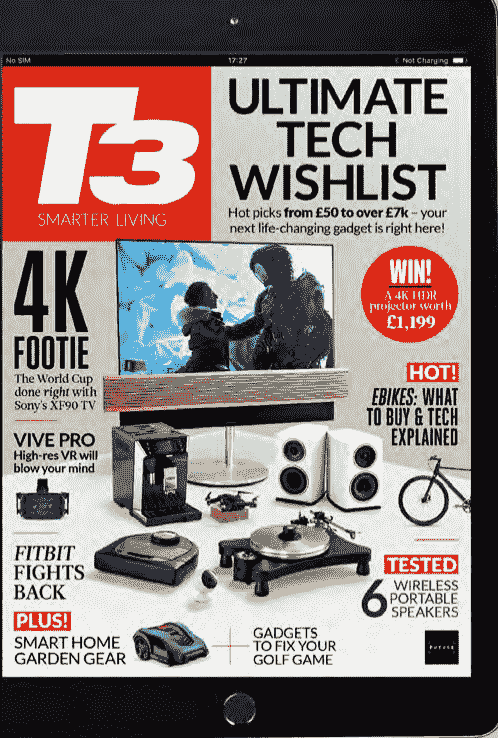 No SIM
17:27
Not Charging
T3
SMARTER LIVING
ULTIMATE
TECH
WISHLIST
Hot picks from £50 to over £7k – your
next life-changing gadget is right here!
4K
FOOTIE
The World Cup
done right with
Sony's XF90 TV
WIN!
A 4K HDR
projector worth
£1,199
HOT!
EBIKES: WHAT
TO BUY & TECH
EXPLAINED
VIVE PRO
High-res VR will
blow your mind
FITBIT
FIGHTS
BACK
TESTED
6 WIRELESS
PORTABLE
SPEAKERS
PLUS!
SMART HOME
GARDEN GEAR
GADGETS
TO FIX YOUR
GOLF GAME
FUTURE